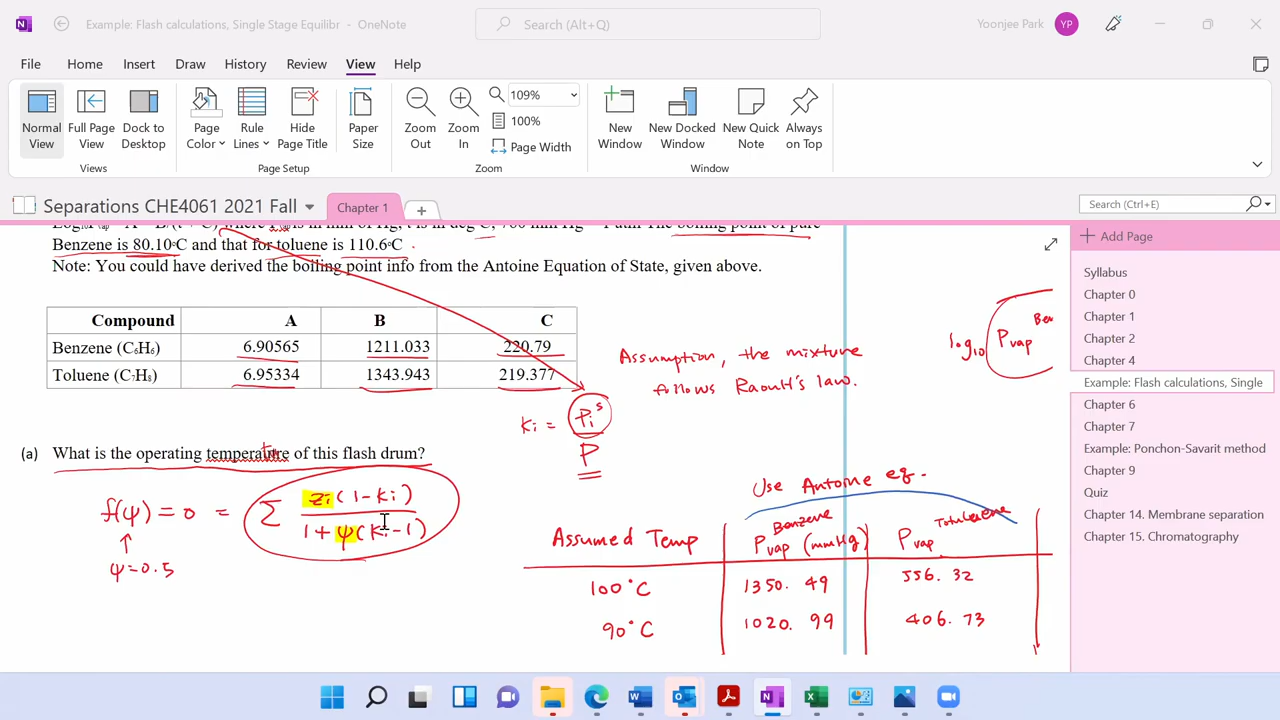 Example: Flash calculations, Single Stage Equilibr - OneNote
Search (Alt+Q)
Yoonjee Park
YP
File Home Insert Draw History Review View Help
Normal View
Full Page View
Dock to Desktop
Page Color
Rule Lines
Hide Page Title
Paper Size
Zoom Out
Zoom In
109%
100%
Page Width
New Window
New Docked Window
New Quick Note
Always on Top
Views
Page Setup
Zoom
Window
Separations CHE4061 2021 Fall
Chapter 1
Search (Ctrl+E)
Benzene is 80.10°C and that for toluene is 110.6°C
Note: You could have derived the boiling point info from the Antoine Equation of State, given above.
Compound A B C
Benzene (C6H6) 6.90565 1211.033 220.79
Toluene (C7H8) 6.95334 1343.943 219.377
Assumption, the mixture
follows Raoult's law.
log10 Pvap
Ki = Pi^s / P
(a) What is the operating temperature of this flash drum?
f(ψ) = 0 = Σ zi(1-Ki) / 1+ψ(Ki-1)
↑
ψ=0.5
Use Antoine eq.
Assumed Temp Pvap Benzene (mmHg) Pvap
100°C 1350.49 556.32
90°C 1020.99 406.73
Add Page
Syllabus
Chapter 0
Chapter 1
Chapter 2
Chapter 4
Example: Flash calculations, Single
Chapter 6
Chapter 7
Example: Ponchon-Savarit method
Chapter 9
Quiz
Chapter 14. Membrane separation
Chapter 15. Chromatography